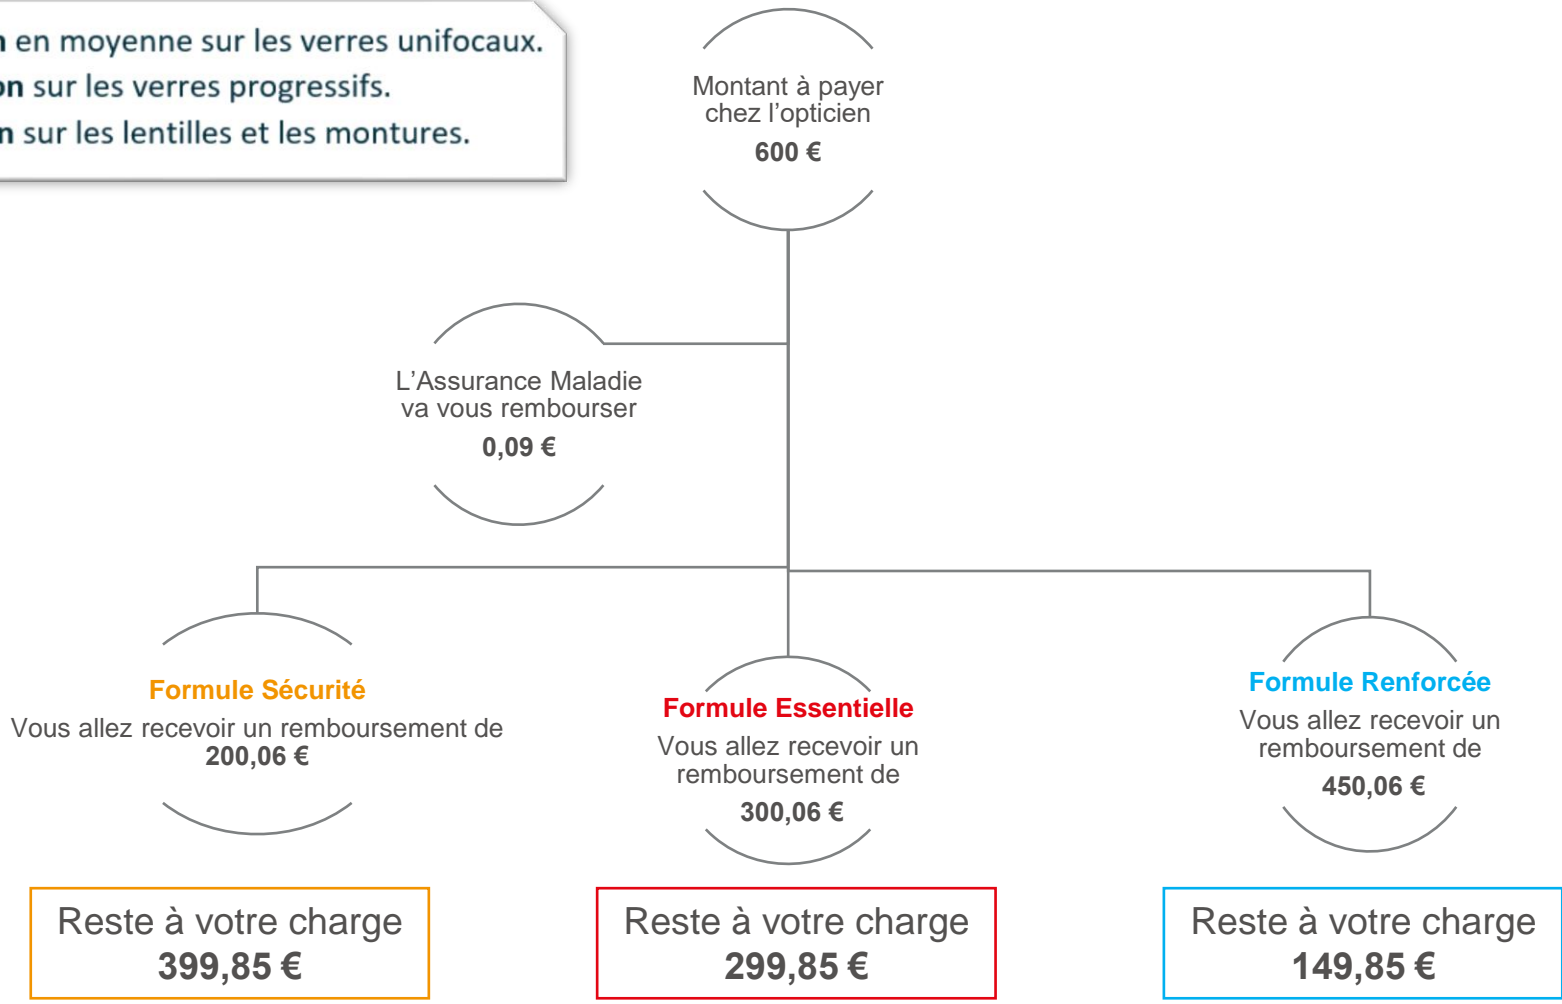 en moyenne sur les verres unifocaux.
sur les verres progressifs.
sur les lentilles et les montures.
Montant à payer
chez l’opticien
600 €
L’Assurance Maladie
va vous rembourser
0,09 €
Formule Sécurité
Vous allez recevoir un remboursement de
200,06 €
Formule Essentielle
Vous allez recevoir un
remboursement de
300,06 €
Formule Renforcée
Vous allez recevoir un
remboursement de
450,06 €
Reste à votre charge
399,85 €
Reste à votre charge
299,85 €
Reste à votre charge
149,85 €